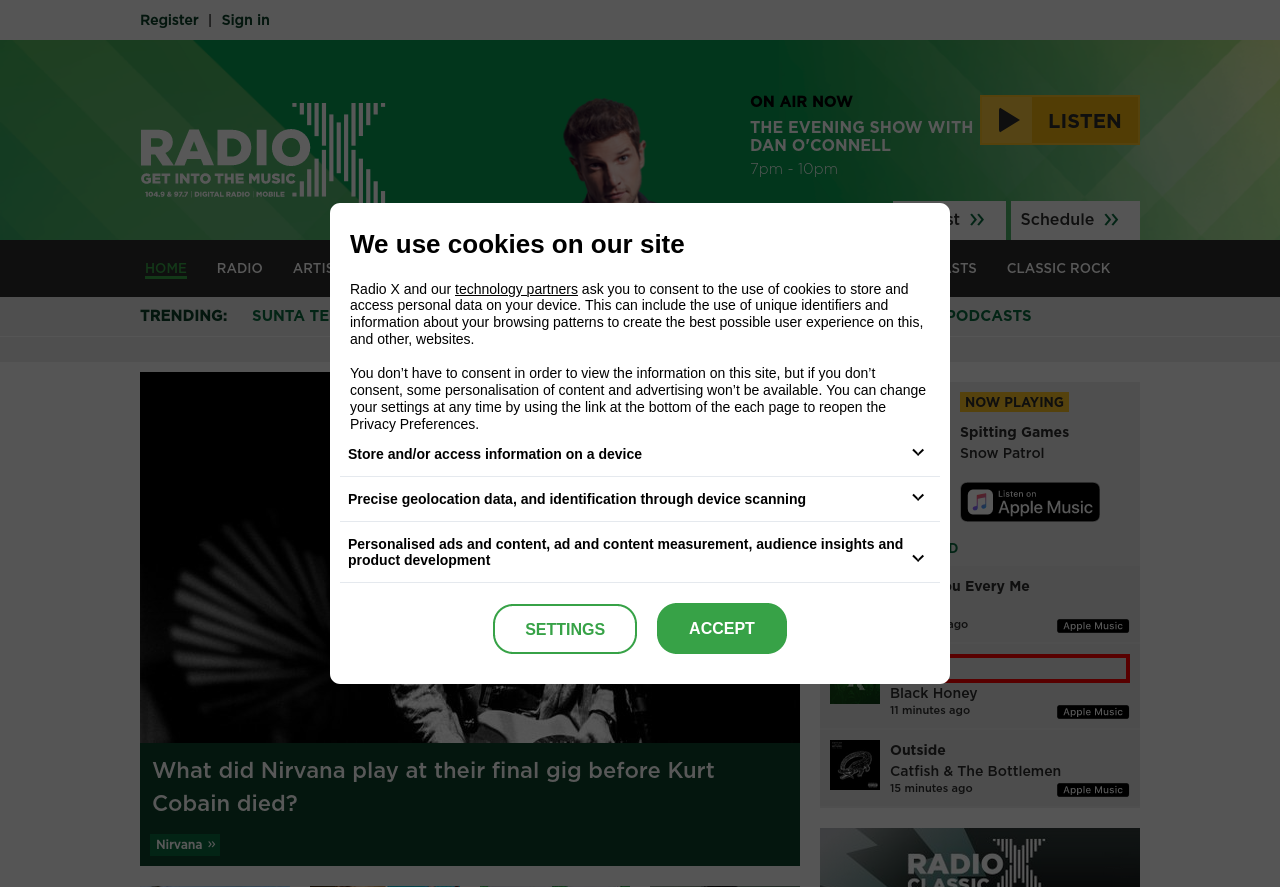 Register | Sign in
RADIO X
GET INTO THE MUSIC
104.9 & 97.7 | DIGITAL RADIO | MOBILE
ON AIR NOW
THE EVENING SHOW WITH
DAN O'CONNELL
7pm - 10pm
LISTEN
st
Schedule
HOME
RADIO
ARTIS
STS
CLASSIC ROCK
TRENDING:
SUNTA TE
PODCASTS
We use cookies on our site
Radio X and our technology partners ask you to consent to the use of cookies to store and
access personal data on your device. This can include the use of unique identifiers and
information about your browsing patterns to create the best possible user experience on this,
and other, websites.
You don’t have to consent in order to view the information on this site, but if you don’t
consent, some personalisation of content and advertising won’t be available. You can change
your settings at any time by using the link at the bottom of the each page to reopen the
Privacy Preferences.
Store and/or access information on a device
Precise geolocation data, and identification through device scanning
Personalised ads and content, ad and content measurement, audience insights and
product development
SETTINGS
ACCEPT
NOW PLAYING
Spitting Games
Snow Patrol
Listen on
Apple Music
D
ou Every Me
ago
Apple Music
Black Honey
11 minutes ago
Apple Music
Outside
Catfish & The Bottlemen
15 minutes ago
Apple Music
What did Nirvana play at their final gig before Kurt
Cobain died?
Nirvana »
RADIO X
CLASSIC